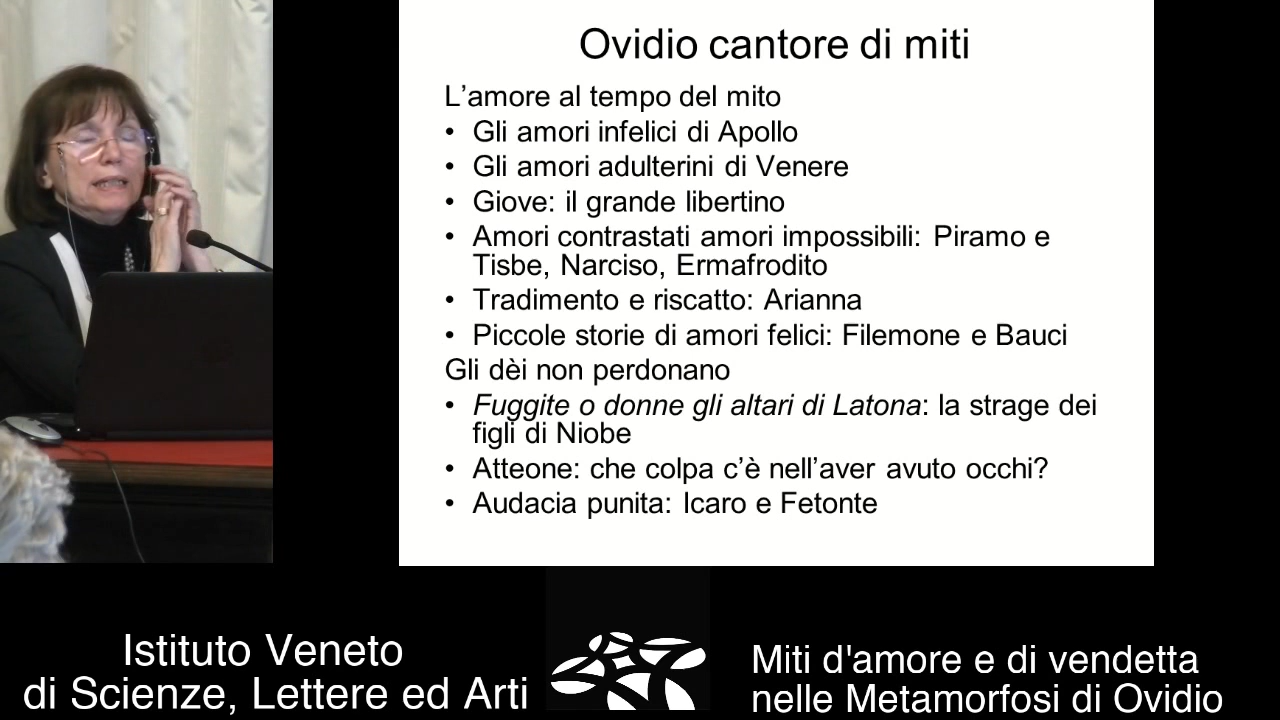 Ovidio cantore di miti
L'amore al tempo del mito
• Gli amori infelici di Apollo
• Gli amori adulterini di Venere
• Giove: il grande libertino
• Amori contrastati amori impossibili: Piramo e
Tisbe, Narciso, Ermafrodito
• Tradimento e riscatto: Arianna
• Piccole storie di amori felici: Filemone e Bauci
Gli dèi non perdonano
• Fuggite o donne gli altari di Latona: la strage dei
figli di Niobe
• Atteone: che colpa c'è nell'aver avuto occhi?
• Audacia punita: Icaro e Fetonte
Istituto Veneto
di Scienze, Lettere ed Arti
Miti d'amore e di vendetta
nelle Metamorfosi di Ovidio